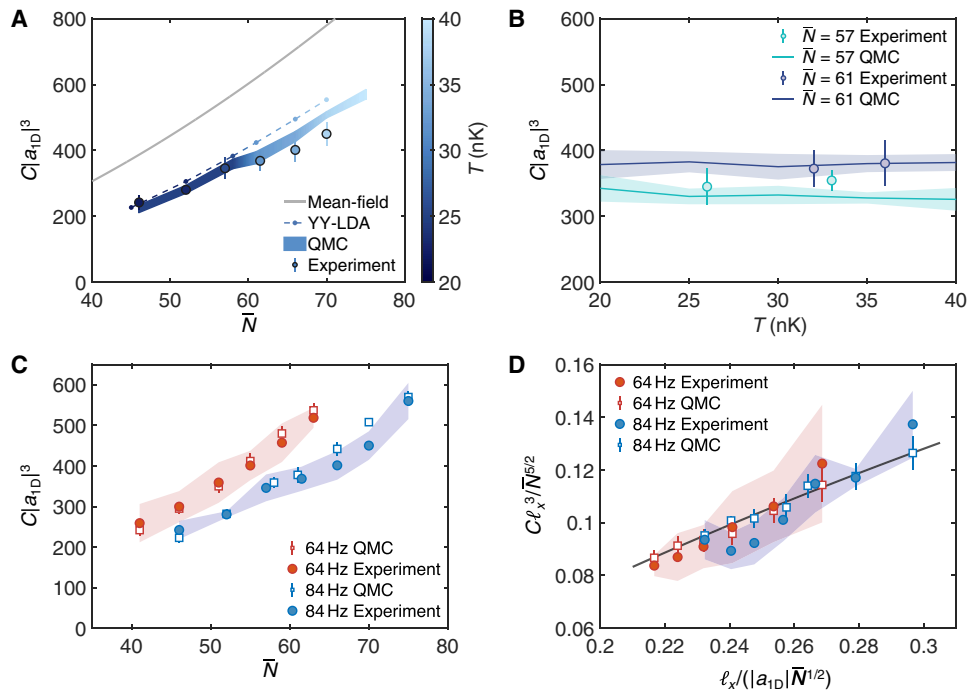 A
800
600
400
200
0
C|a1D|³
40
50
60
70
80
N̅
Mean-field
YY-LDA
QMC
Experiment
40
35
30
25
20
T (nK)
B
400
300
200
C|a1D|³
20
25
30
35
40
T (nK)
N̅ = 57 Experiment
N̅ = 57 QMC
N̅ = 61 Experiment
N̅ = 61 QMC
C
600
500
400
300
200
100
0
C|a1D|³
40
50
60
70
80
N̅
64 Hz QMC
64 Hz Experiment
84 Hz QMC
84 Hz Experiment
D
0.16
0.14
0.12
0.1
0.08
0.06
Cℓx³/N̅5/2
0.2
0.22
0.24
0.26
0.28
0.3
ℓx/(|a1D|N̅1/2)
64 Hz Experiment
64 Hz QMC
84 Hz Experiment
84 Hz QMC